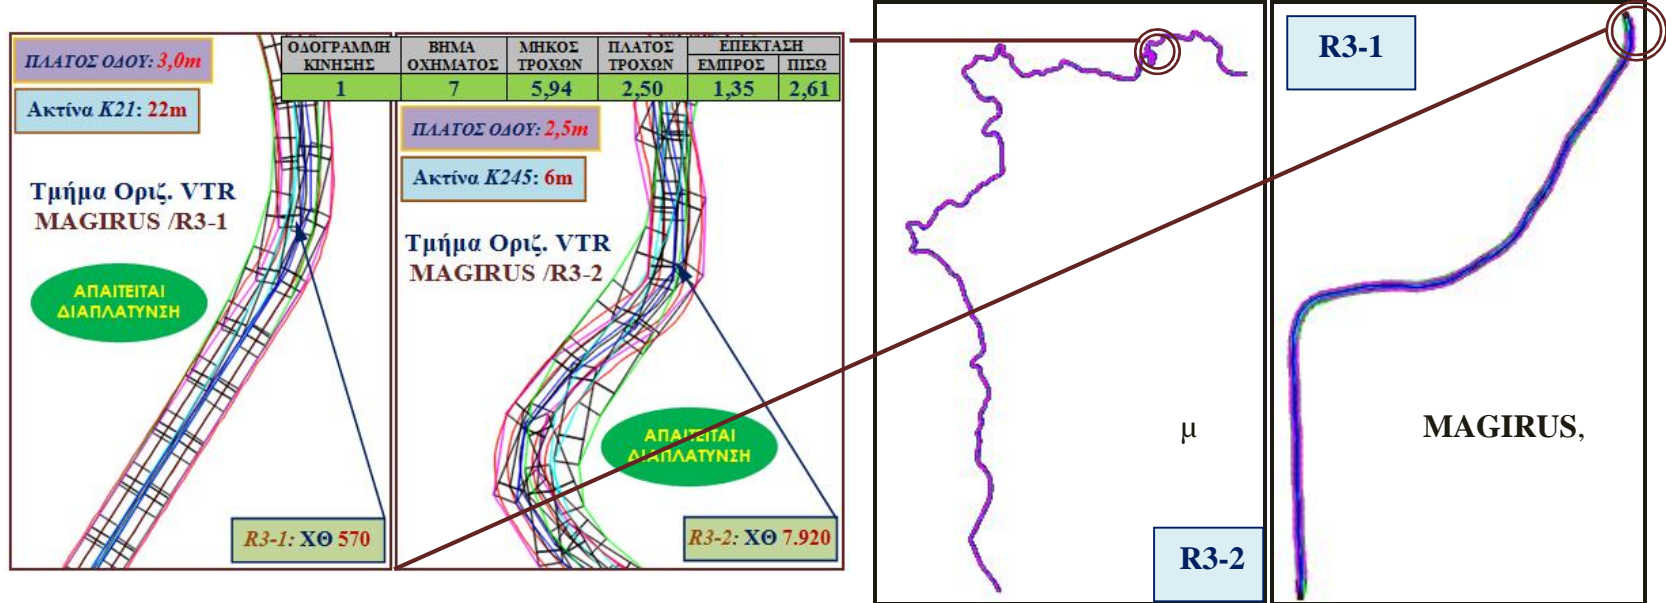 ΠΛΑΤΟΣ ΟΔΟΥ: 3,0m
Ακτίνα K21: 22m
Τμήμα Οριζ. VTR
MAGIRUS /R3-1
ΑΠΑΙΤΕΙΤΑΙ
ΔΙΑΠΛΑΤΥΝΣΗ
R3-1: ΧΘ 570
ΟΔΟΓΡΑΜΜΗ ΚΙΝΗΣΗΣ ΒΗΜΑ ΟΧΗΜΑΤΟΣ ΜΗΚΟΣ ΤΡΟΧΩΝ ΠΛΑΤΟΣ ΤΡΟΧΩΝ ΕΠΕΚΤΑΣΗ
ΕΜΠΡΟΣ ΠΙΣΩ
1 7 5,94 2,50 1,35 2,61
ΠΛΑΤΟΣ ΟΔΟΥ: 2,5m
Ακτίνα K245: 6m
Τμήμα Οριζ. VTR
MAGIRUS /R3-2
ΑΠΑΙΤΕΙΤΑΙ
ΔΙΑΠΛΑΤΥΝΣΗ
R3-2: ΧΘ 7.920
μ
R3-2
R3-1
MAGIRUS,